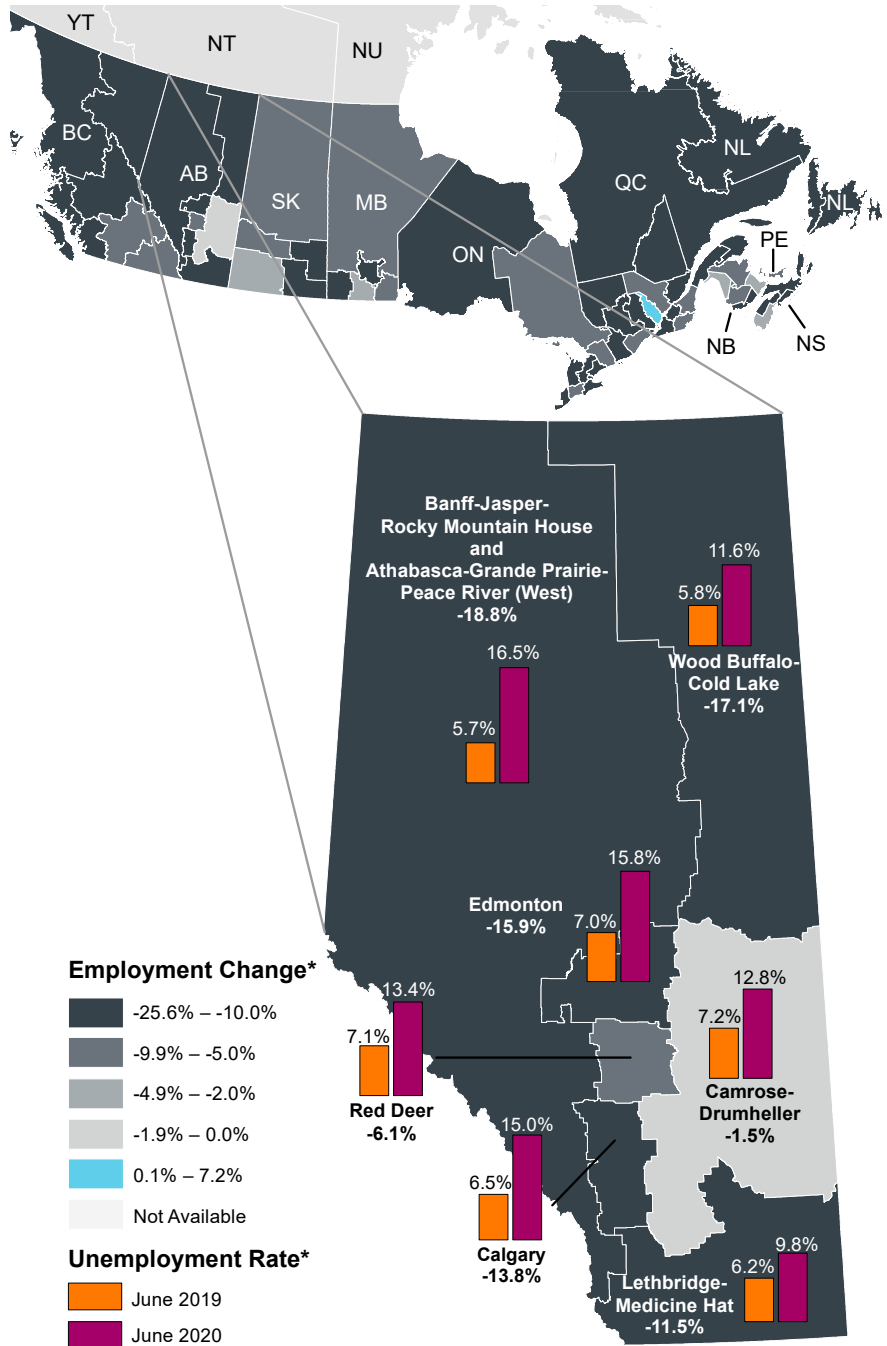 YT
NT
NU
BC
AB
SK
MB
ON
QC
NL
NL
PE
NB
NS
Banff-Jasper-
Rocky Mountain House
and
Athabasca-Grande Prairie-
Peace River (West)
-18.8%
16.5%
5.7%
11.6%
5.8%
Wood Buffalo-
Cold Lake
-17.1%
15.8%
Edmonton
7.0%
-15.9%
13.4%
7.1%
Red Deer
-6.1%
12.8%
7.2%
Camrose-
Drumheller
-1.5%
15.0%
6.5%
Calgary
-13.8%
9.8%
6.2%
Lethbridge-
Medicine Hat
-11.5%
Employment Change*
-25.6% – -10.0%
-9.9% – -5.0%
-4.9% – -2.0%
-1.9% – 0.0%
0.1% – 7.2%
Not Available
Unemployment Rate*
June 2019
June 2020